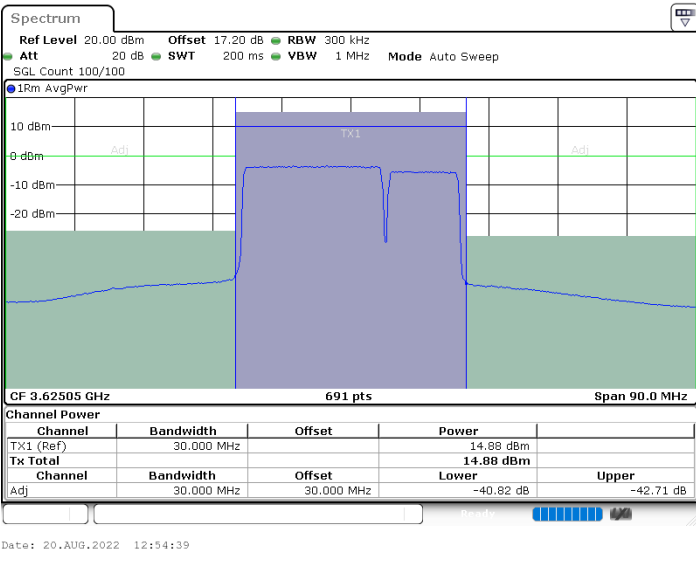 Spectrum
Ref Level 20.00 dBm Offset 17.20 dB RBW 300 kHz
Att 20 dB SWT 200 ms VBW 1 MHz Mode Auto Sweep
SGL Count 100/100
1Rm AvgPwr
10 dBm
TX1
Adj Adj
0 dBm
-10 dBm
-20 dBm
CF 3.62505 GHz 691 pts Span 90.0 MHz
Channel Power
Channel Bandwidth Offset Power
TX1 (Ref) 30.000 MHz 14.88 dBm
Tx Total 14.88 dBm
Channel Bandwidth Offset Lower Upper
Adj 30.000 MHz 30.000 MHz -40.82 dB -42.71 dB
Ready
Date: 20.AUG.2022 12:54:39